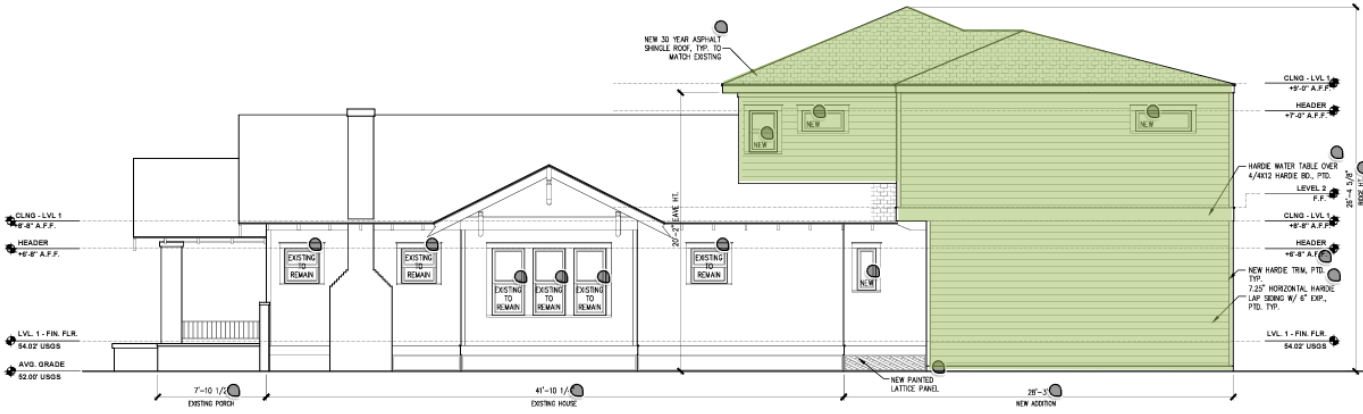 NEW 30 YEAR ASPHALT
SHINGLE ROOF, TYP. TO
MATCH EXISTING
CLNG - LVL 1
+9'-0" A.F.F.
HEADER
+7'-0" A.F.F.
NEW
NEW
NEW
HARDIE WATER TABLE OVER
4/4X12 HARDIE BD., PTD.
LEVEL 2
F.F.
CLNG - LVL 1
+8'-8" A.F.F.
HEADER
+6'-8" A.F.F.
NEW HARDIE TRIM, PTD.
TYP.
7.25" HORIZONTAL HARDIE
LAP SIDING W/ 6" EXP.,
PTD. TYP.
LVL. 1 - FIN. FLR.
54.02' USGS
26'-4 5/8"
RIDGE HT.
20'-2"
EAVE HT.
CLNG - LVL 1
+8'-8" A.F.F.
HEADER
+6'-8" A.F.F.
LVL. 1 - FIN. FLR.
54.02' USGS
AVG. GRADE
52.00' USGS
EXISTING
TO
REMAIN
EXISTING
TO
REMAIN
EXISTING
TO
REMAIN
EXISTING
TO
REMAIN
EXISTING
TO
REMAIN
EXISTING
TO
REMAIN
NEW
NEW PAINTED
LATTICE PANEL
7'-10 1/2"
EXISTING PORCH
41'-10
EXISTING HOUSE
NEW ADDITION